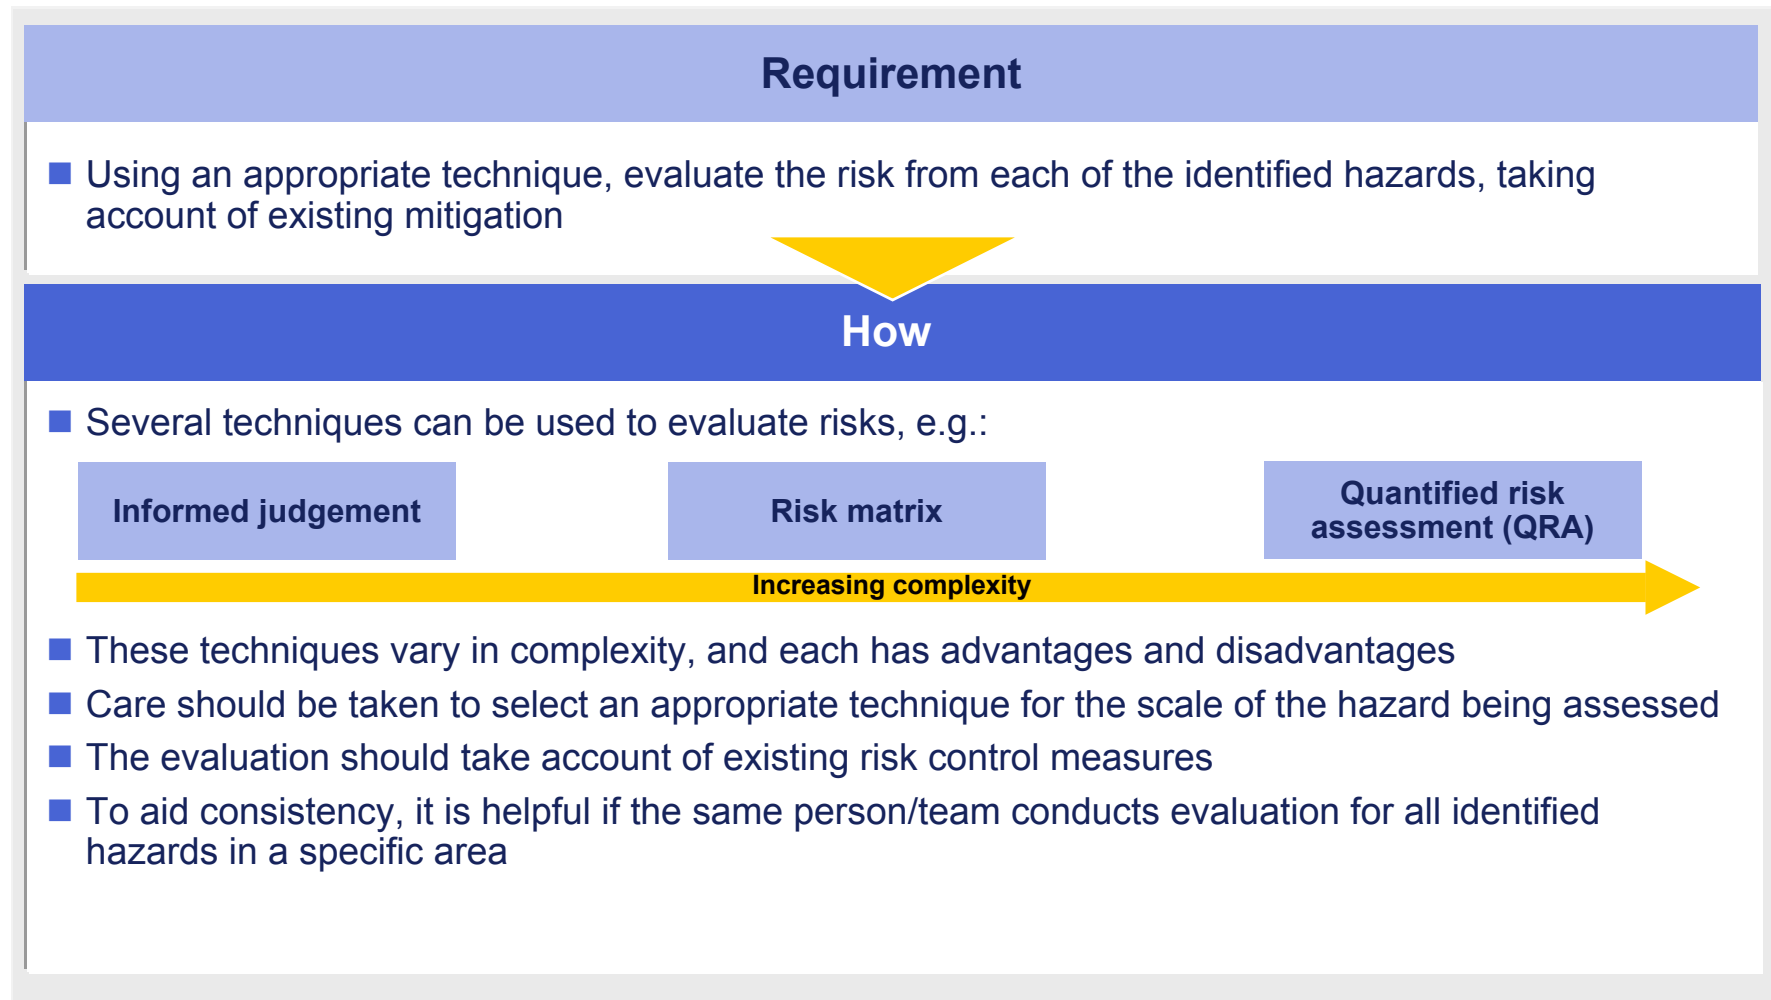 Requirement
Using an appropriate technique, evaluate the risk from each of the identified hazards, taking
account of existing mitigation
How
Several techniques can be used to evaluate risks, e.g.:
Informed judgement
Risk matrix
Quantified risk
assessment (QRA)
Increasing complexity
These techniques vary in complexity, and each has advantages and disadvantages
Care should be taken to select an appropriate technique for the scale of the hazard being assessed
The evaluation should take account of existing risk control measures
To aid consistency, it is helpful if the same person/team conducts evaluation for all identified
hazards in a specific area